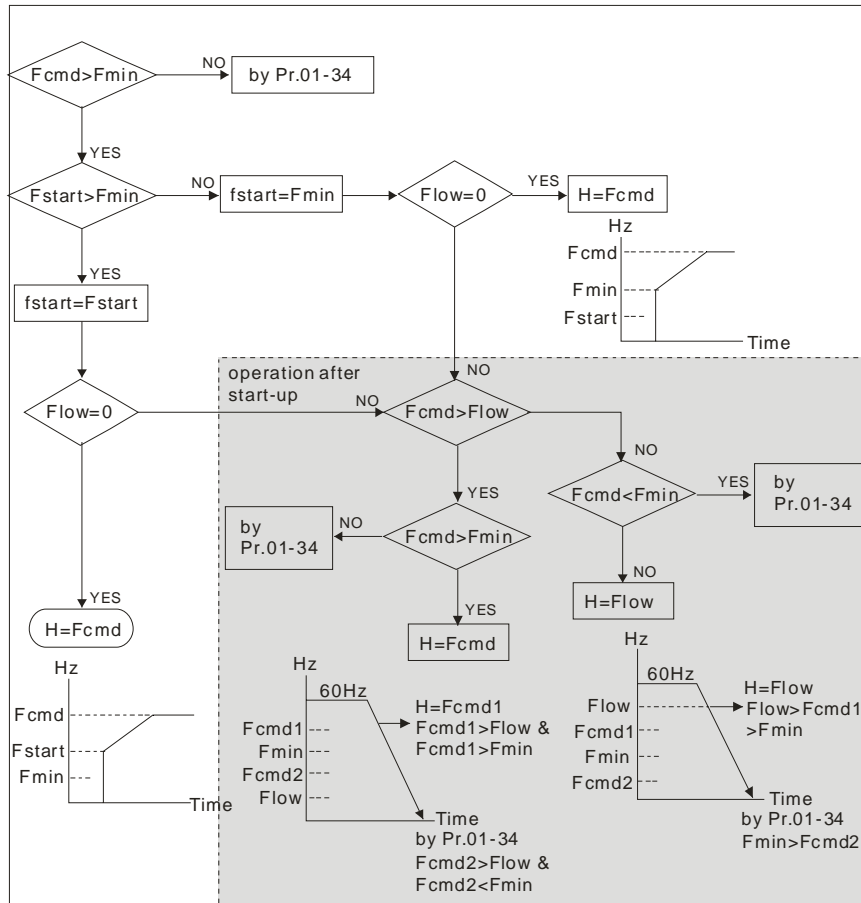 Fcmd>Fmin
NO
by Pr.01-34
YES
Fstart>Fmin
NO
fstart=Fmin
Flow=0
YES
H=Fcmd
Hz
Fcmd
Fmin
Fstart
Time
YES
fstart=Fstart
NO
operation after
start-up
Flow=0
NO
Fcmd>Flow
NO
YES
Fcmd<Fmin
YES
by
Pr.01-34
by
Pr.01-34
NO
Fcmd>Fmin
NO
H=Flow
YES
H=Fcmd
YES
H=Fcmd
Hz
Fcmd
Fstart
Fmin
Time
Hz
60Hz
H=Fcmd1
Fcmd1>Flow &
Fcmd1>Fmin
Fcmd1
Fmin
Fcmd2
Flow
Time
by Pr.01-34
Fcmd2>Flow &
Fcmd2<Fmin
Hz
60Hz
H=Flow
Flow>Fcmd1
>Fmin
Flow
Fcmd1
Fmin
Fcmd2
Time
by Pr.01-34
Fmin>Fcmd2